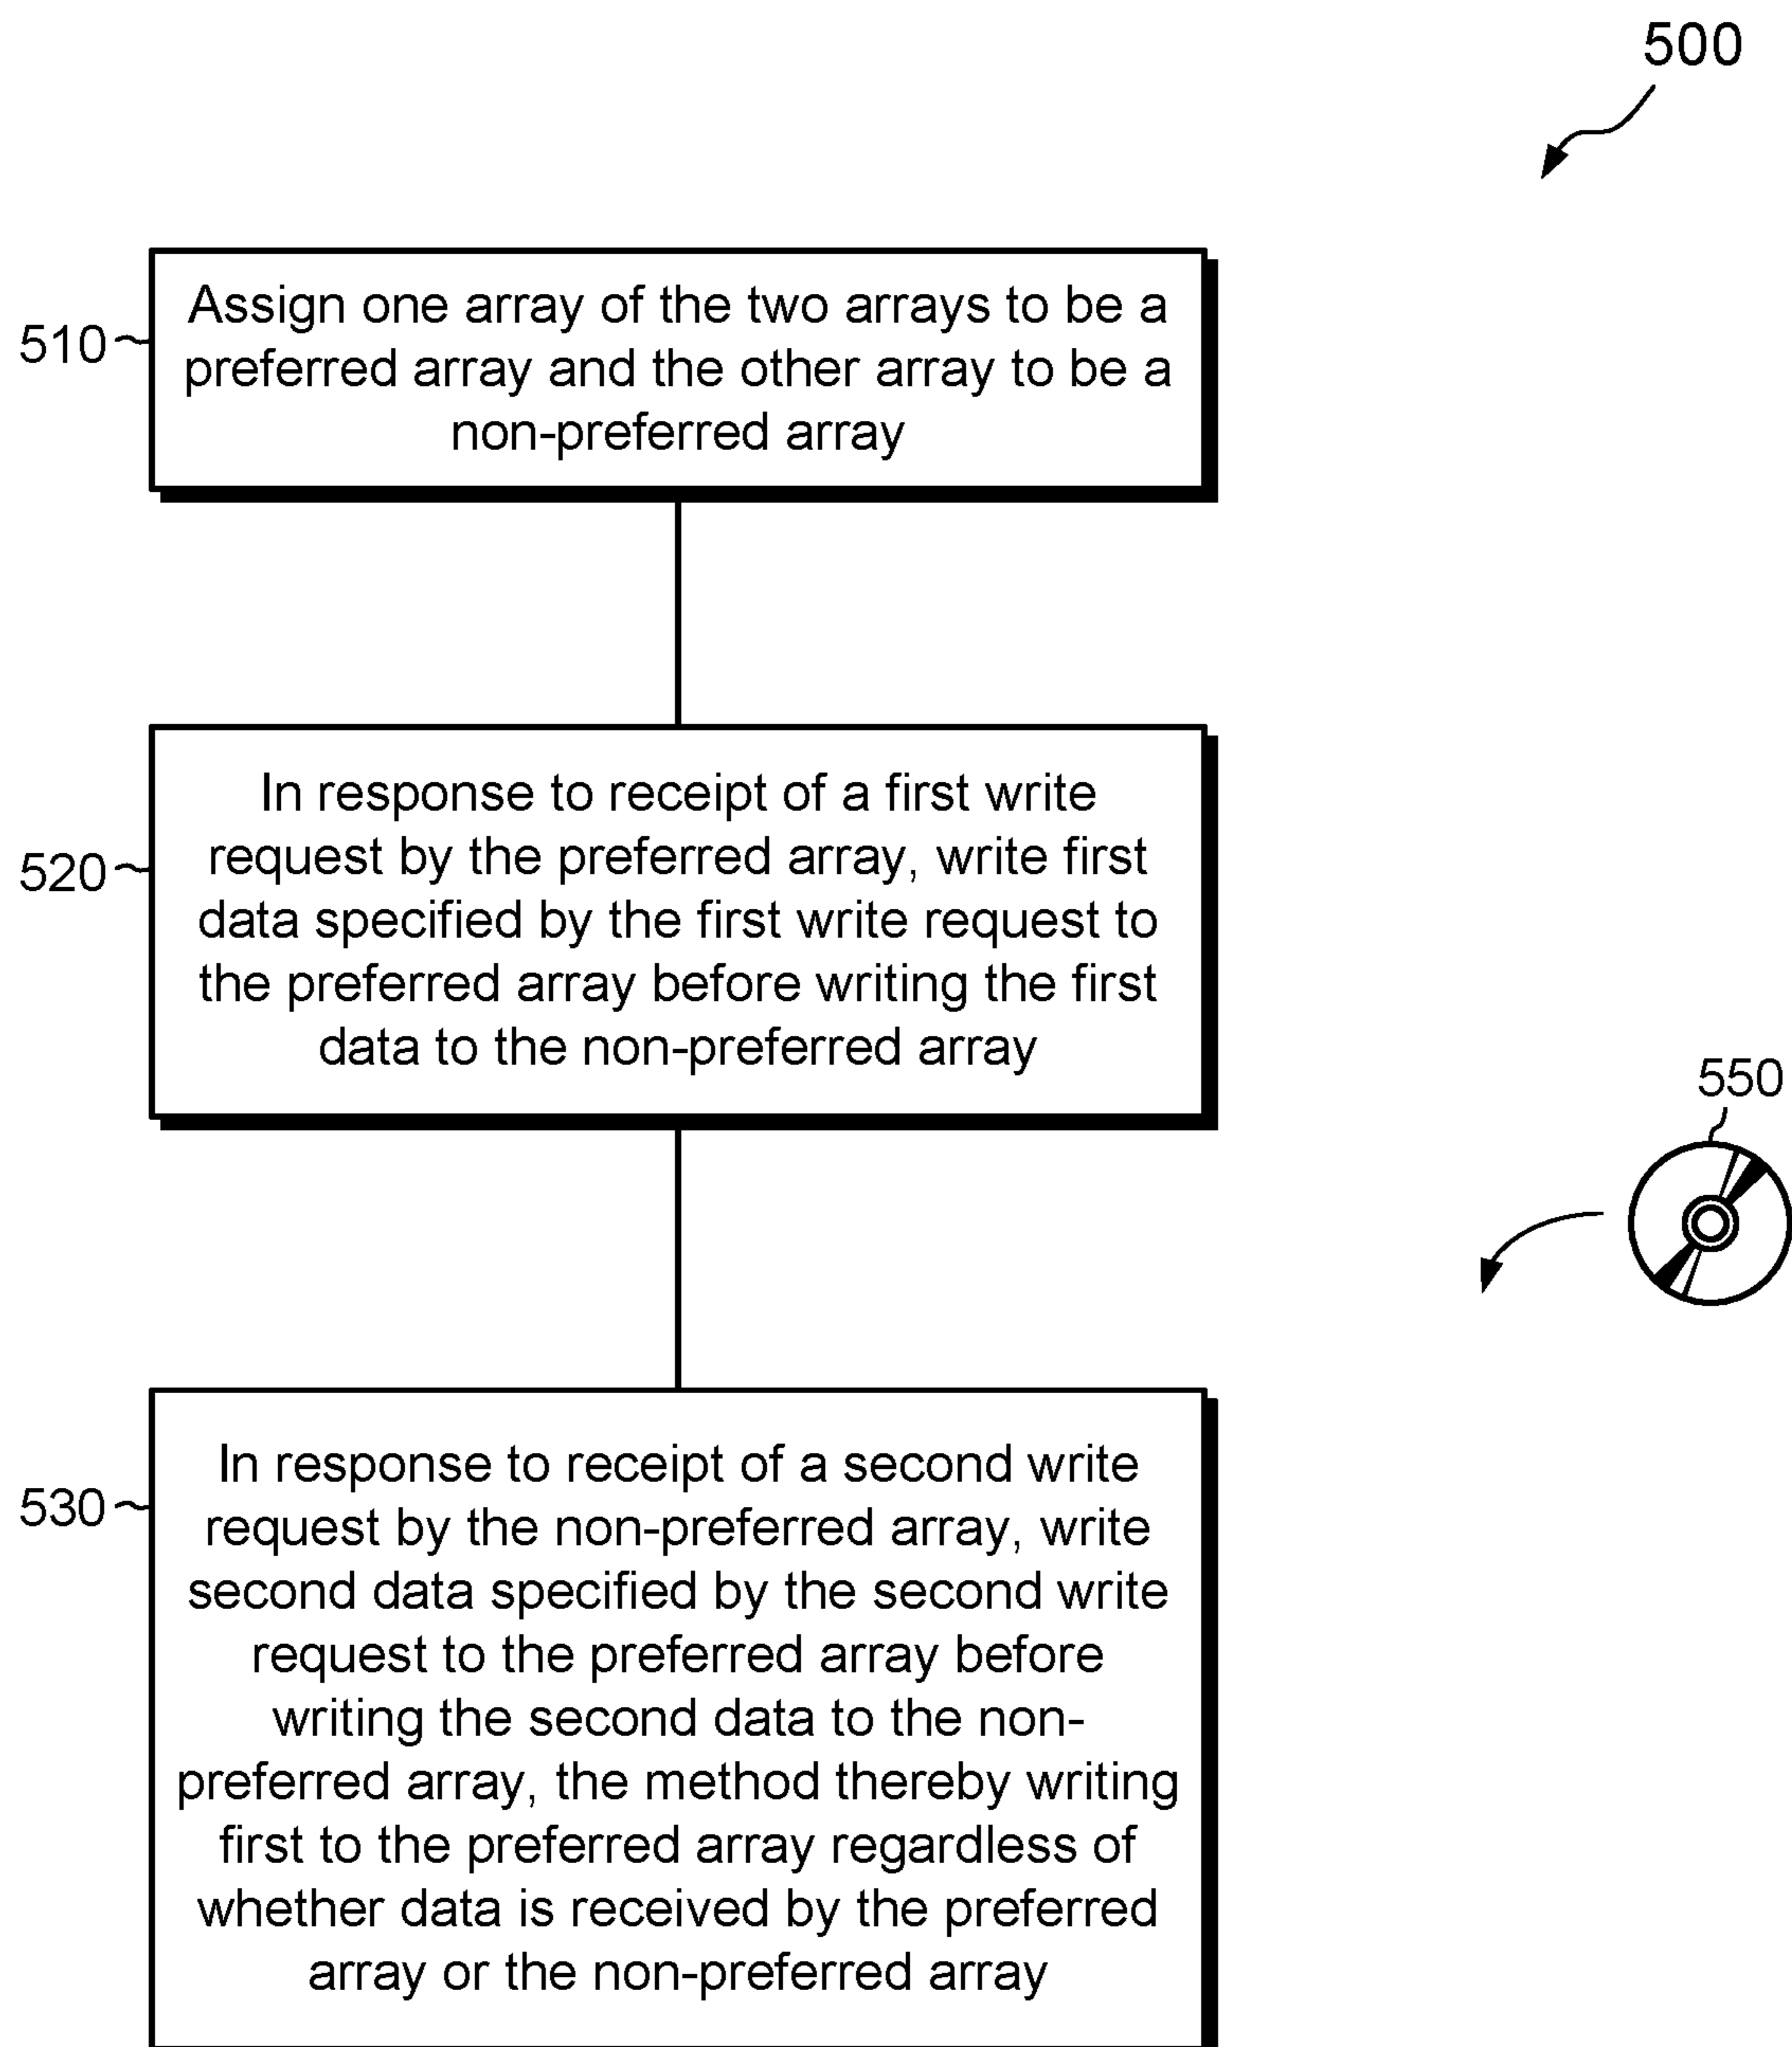 500
510
Assign one array of the two arrays to be a
preferred array and the other array to be a
non-preferred array
520
In response to receipt of a first write
request by the preferred array, write first
data specified by the first write request to
the preferred array before writing the first
data to the non-preferred array
550
530
In response to receipt of a second write
request by the non-preferred array, write
second data specified by the second write
request to the preferred array before
writing the second data to the non-
preferred array, the method thereby writing
first to the preferred array regardless of
whether data is received by the preferred
array or the non-preferred array